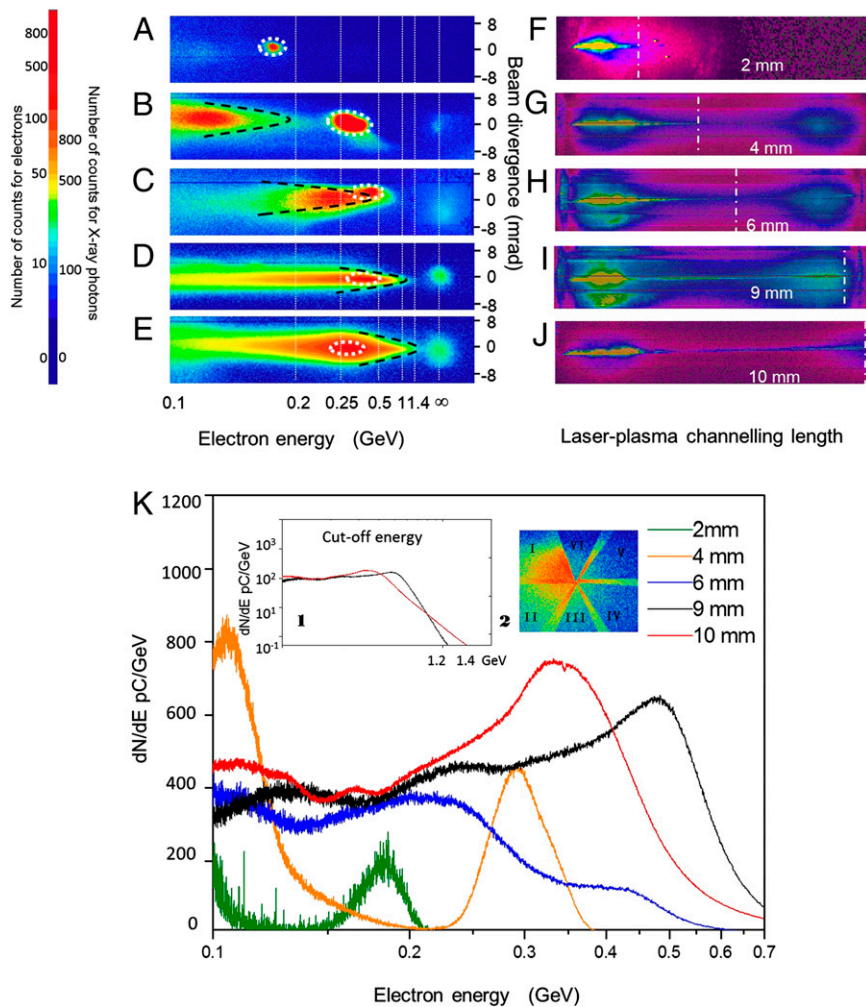 Number of counts for electrons
800
500
100
50
10
0
Number of counts for X-ray photons
800
500
100
0
A
B
C
D
E
8
0
-8
8
0
-8
8
0
-8
8
0
-8
8
0
-8
Beam divergence (mrad)
0.1 0.2 0.25 0.5 1 1.4 ∞
Electron energy (GeV)
F
2 mm
G
4 mm
H
6 mm
I
9 mm
J
10 mm
Laser-plasma channelling length
K
1200
1000
800
600
400
200
0
dN/dE pC/GeV
Cut-off energy
dN/dE pC/GeV
10³
10²
10¹
10⁻¹
1
1.2 1.4 GeV
2
I
II
III
IV
V
VI
2mm
4 mm
6 mm
9 mm
10 mm
0.1 0.2 0.3 0.4 0.5 0.6 0.7
Electron energy (GeV)